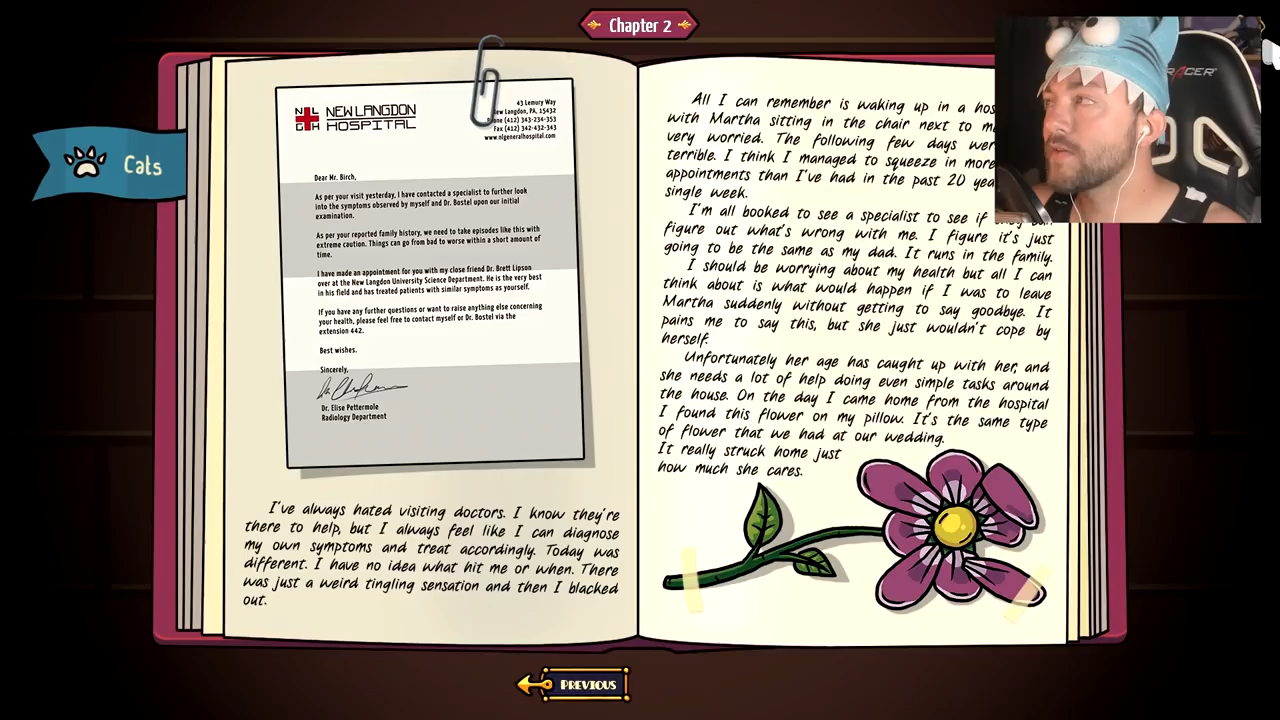 Chapter 2
Cats
NEW LANGDON
HOSPITAL
43 Lemury Way
New Langdon, PA, 15432
Phone (412) 343-234-353
Fax (412) 342-432-343
www.nlgeneralhospital.com
Dear Mr. Birch,
As per your visit yesterday, I have contacted a specialist to further look
into the symptoms observed by myself and Dr. Bostel upon our initial
examination.
As per your reported family history, we need to take episodes like this with
extreme caution. Things can go from bad to worse within a short amount of
time.
I have made an appointment for you with my close friend Dr. Brett Lipson
over at the New Langdon University Science Department. He is the very best
in his field and has treated patients with similar symptoms as yourself.
If you have any further questions or want to raise anything else concerning
your health, please feel free to contact myself or Dr. Bostel via the
extension 442.
Best wishes.
Sincerely,
Dr. Elise Pettermole
Radiology Department
I've always hated visiting doctors. I know they're
there to help, but I always feel like I can diagnose
my own symptoms and treat accordingly. Today was
different. I have no idea what hit me or when. There
was just a weird tingling sensation and then I blacked
out.
All I can remember is waking up in a
with Martha sitting in the chair next to
very worried. The following few days
terrible. I think I managed to squeeze in more
appointments than I've had in the past 20
single week.
I'm all booked to see a specialist to see if they can
figure out what's wrong with me. I figure it's just
going to be the same as my dad. It runs in the family.
I should be worrying about my health but all I can
think about is what would happen if I was to leave
Martha suddenly without getting to say goodbye. It
pains me to say this, but she just wouldn't cope by
herself.
Unfortunately her age has caught up with her, and
she needs a lot of help doing even simple tasks around
the house. On the day I came home from the hospital
I found this flower on my pillow. It's the same type
of flower that we had at our wedding.
It really struck home just
how much she cares.
PREVIOUS